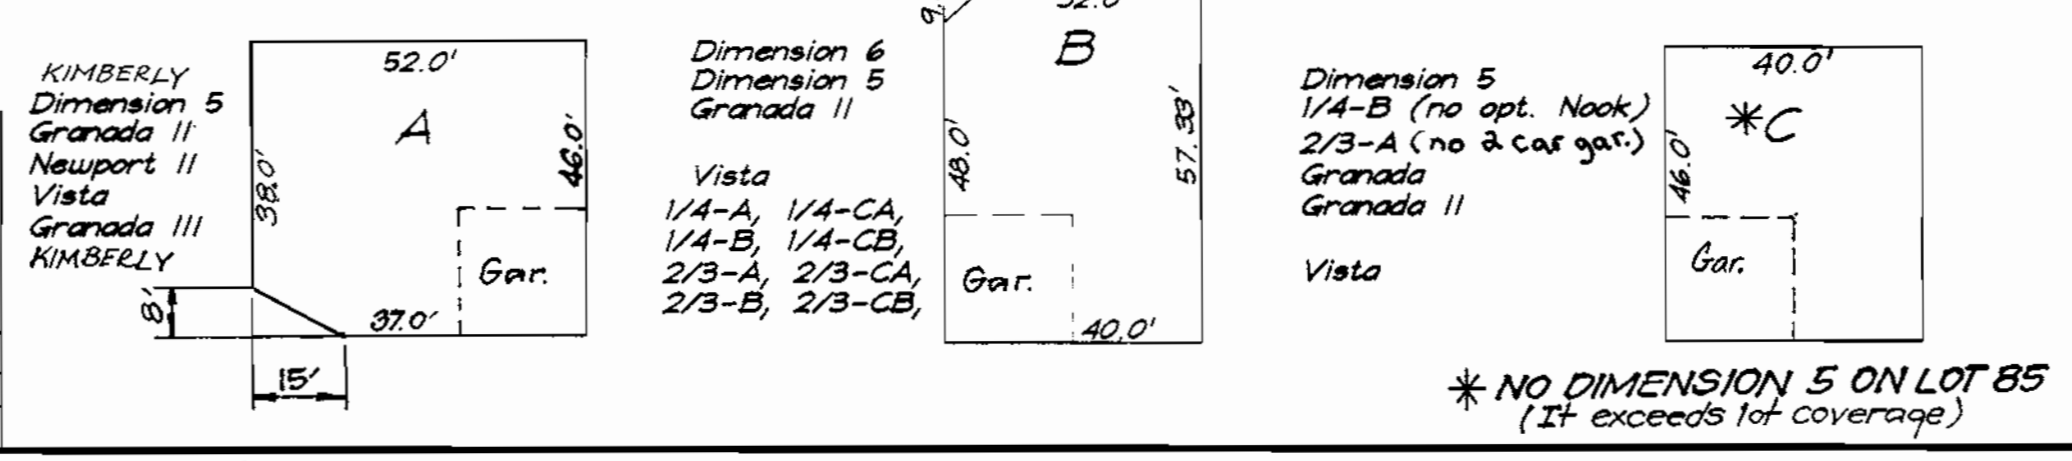 KIMBERLY
Dimension 5
Granada II
Newport II
Vista
Granada III
KIMBERLY
52.0'
A
38.0'
46.0'
Gar.
37.0'
8'
15'
Dimension 6
Dimension 5
Granada II
Vista
1/4-A, 1/4-CA,
1/4-B, 1/4-CB,
2/3-A, 2/3-CA,
2/3-B, 2/3-CB,
B
48.0'
57.33'
Gar.
40.0'
Dimension 5
1/4-B (no opt. Nook)
2/3-A (no 2 car gar.)
Granada
Granada II
Vista
40.0'
*C
46.0'
Gar.
* NO DIMENSION 5 ON LOT 85
(It exceeds lot coverage)